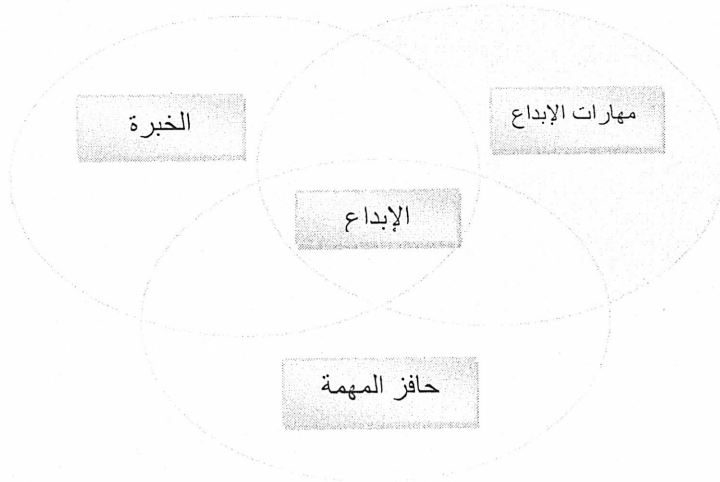 مهارات الإبداع
الخبرة
الإبداع
حافز المهمة